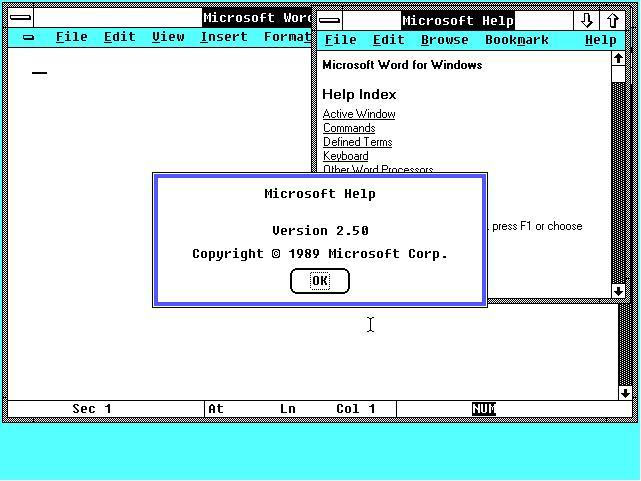 Microsoft Word
File Edit View Insert Format
Microsoft Help
File Edit Browse Bookmark Help
Microsoft Word for Windows
Help Index
Active Window
Commands
Defined Terms
Keyboard
Other Word Processors
press F1 or choose
Microsoft Help
Version 2.50
Copyright © 1989 Microsoft Corp.
OK
Sec 1 At Ln Col 1 NUM